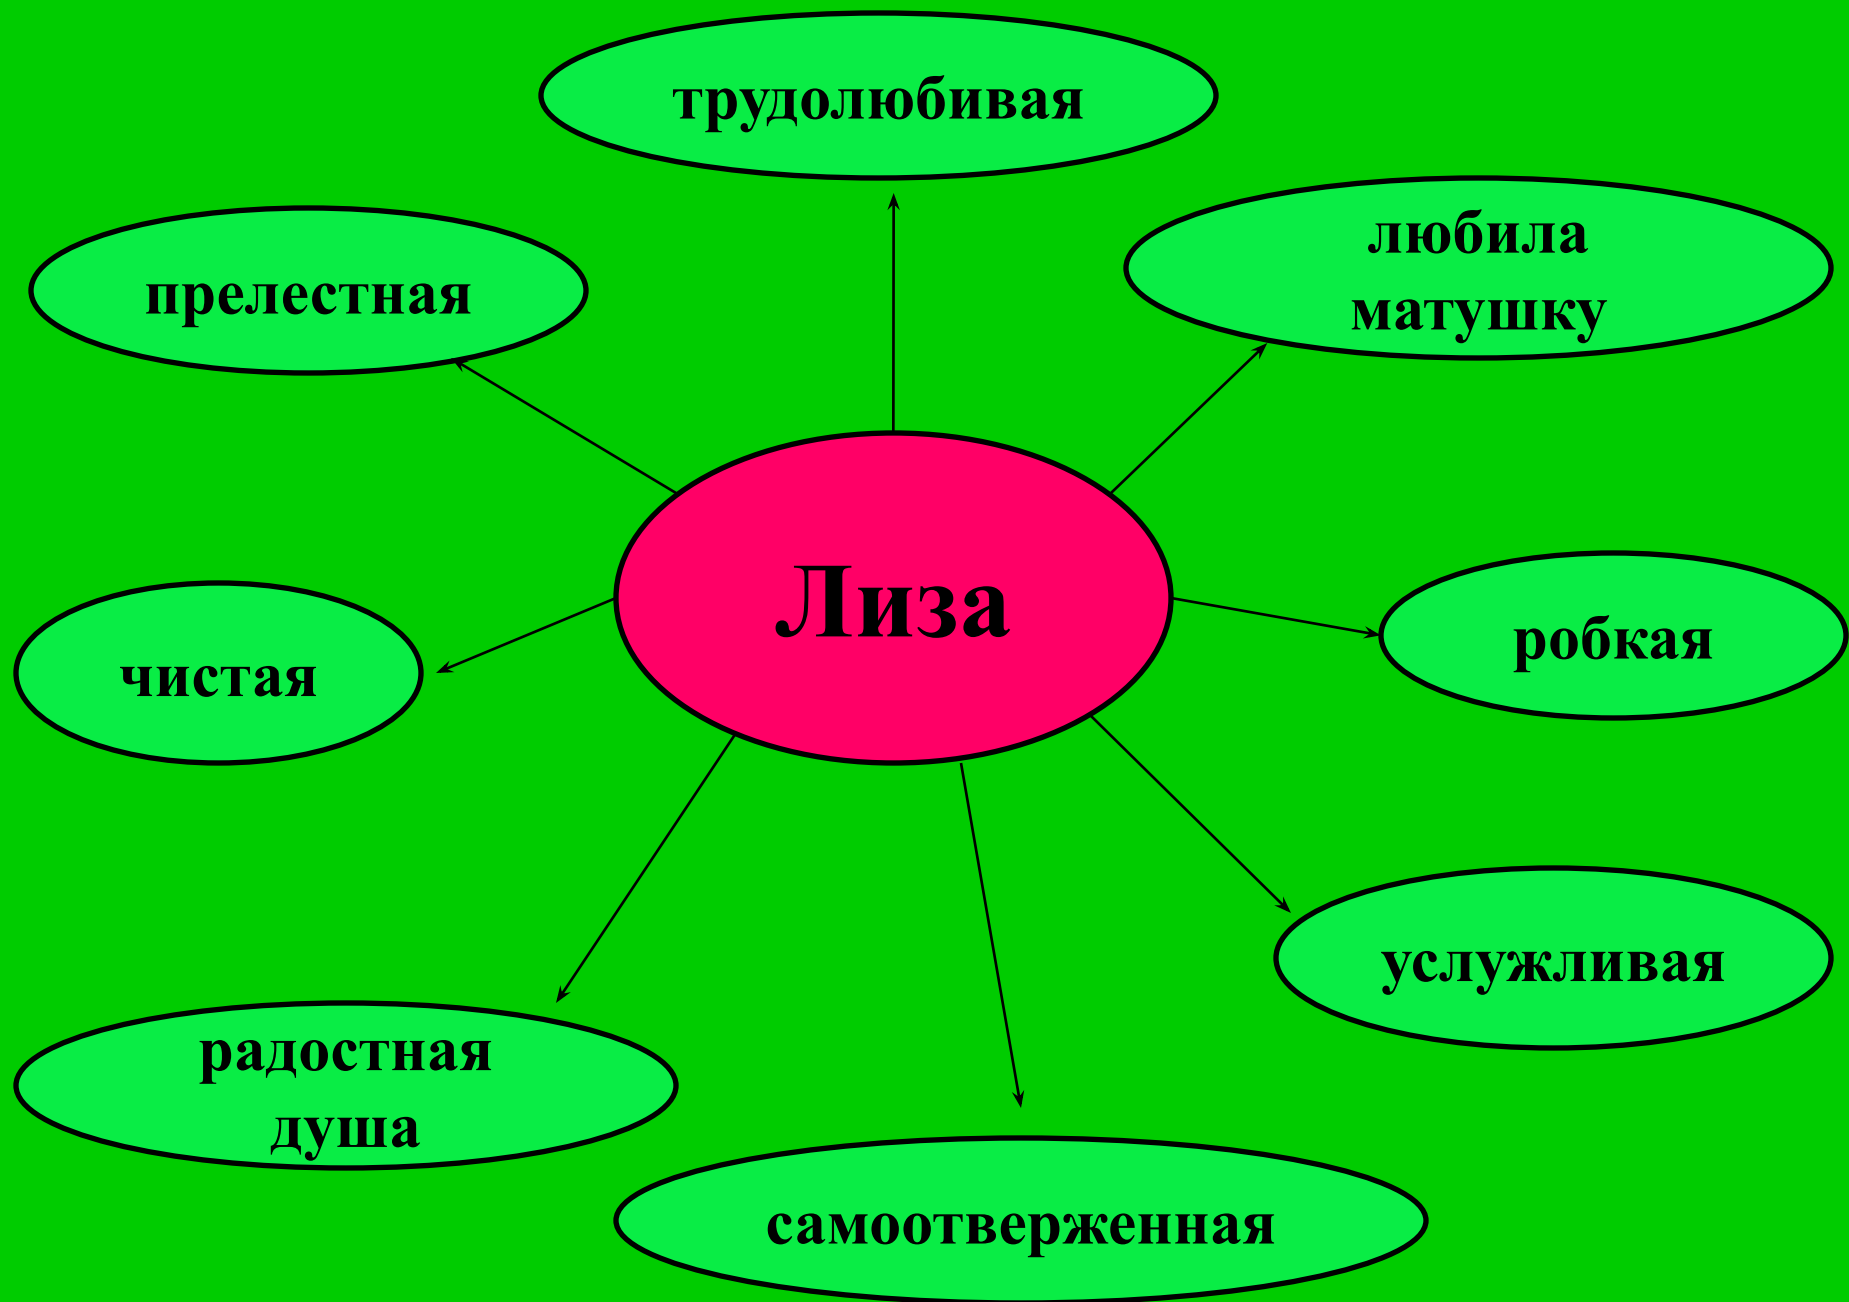 трудолюбивая
любила
матушку
прелестная
Лиза
робкая
чистая
услужливая
радостная
душа
самоотверженная